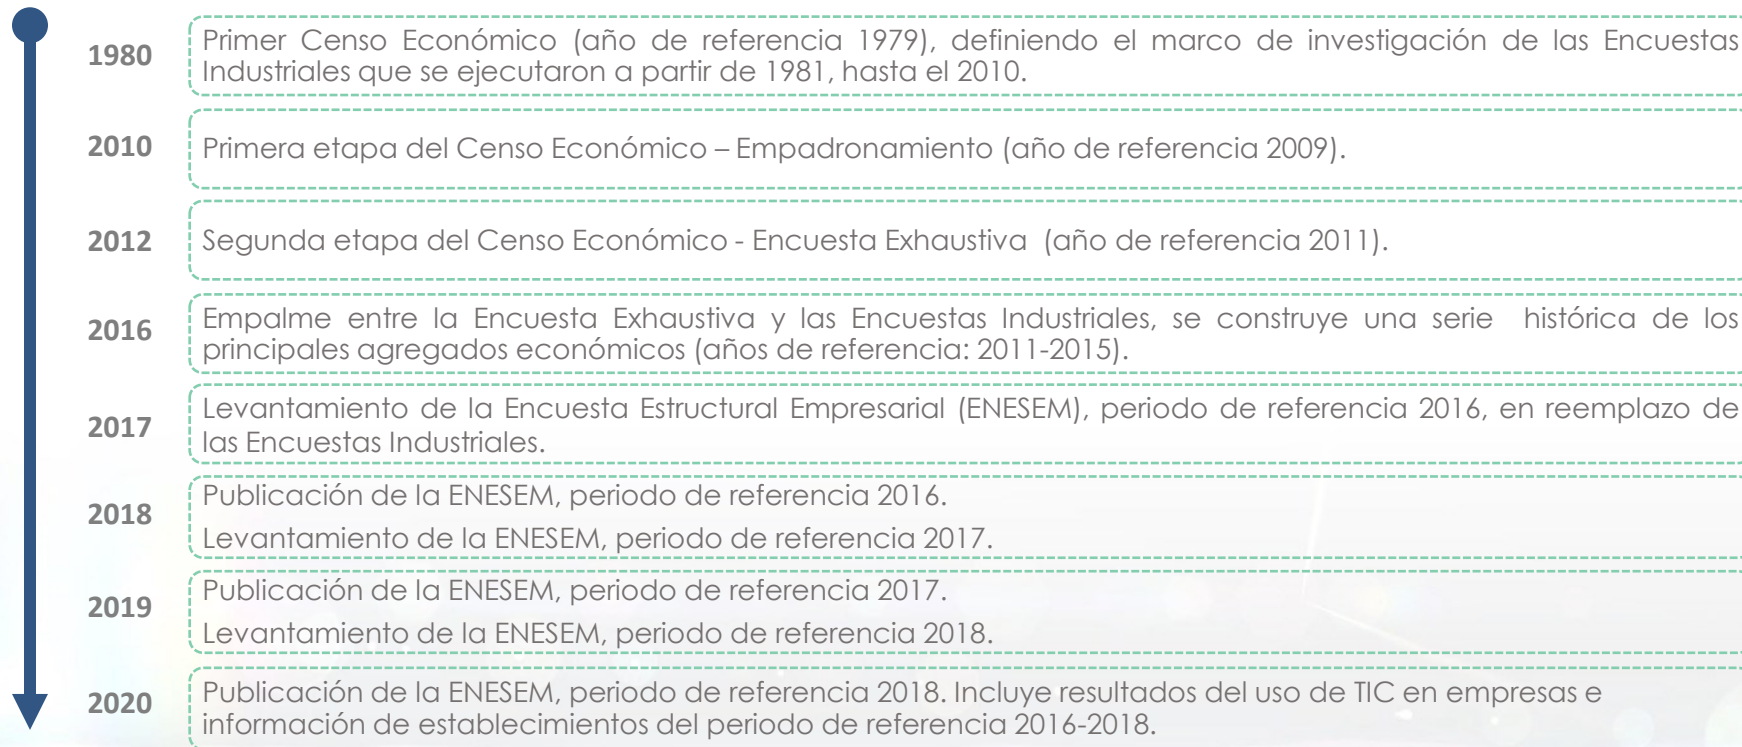 1980
Primer Censo Económico (año de referencia 1979), definiendo el marco de investigación de las Encuestas
Industriales que se ejecutaron a partir de 1981, hasta el 2010.
2010
Primera etapa del Censo Económico – Empadronamiento (año de referencia 2009).
2012
Segunda etapa del Censo Económico - Encuesta Exhaustiva (año de referencia 2011).
2016
Empalme entre la Encuesta Exhaustiva y las Encuestas Industriales, se construye una serie histórica de los
principales agregados económicos (años de referencia: 2011-2015).
2017
Levantamiento de la Encuesta Estructural Empresarial (ENESEM), periodo de referencia 2016, en reemplazo de
las Encuestas Industriales.
2018
Publicación de la ENESEM, periodo de referencia 2016.
Levantamiento de la ENESEM, periodo de referencia 2017.
2019
Publicación de la ENESEM, periodo de referencia 2017.
Levantamiento de la ENESEM, periodo de referencia 2018.
2020
Publicación de la ENESEM, periodo de referencia 2018. Incluye resultados del uso de TIC en empresas e
información de establecimientos del periodo de referencia 2016-2018.